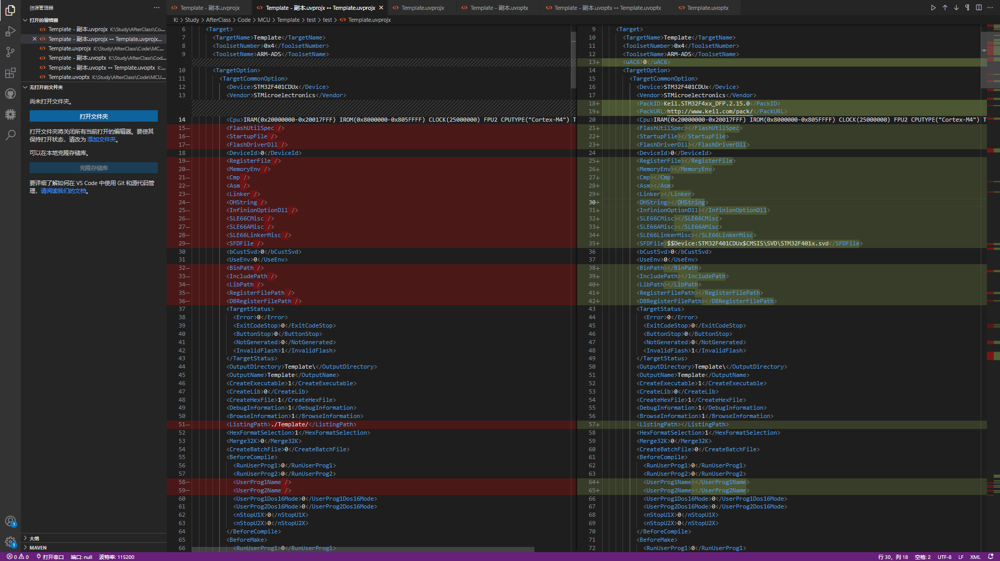 资源管理器
打开的编辑器
Template - 副本.uvprojx K:\Study\AfterClass\Co...
Template - 副本.uvprojx ↔ Template.uvprojx...
Template.uvprojx K:\Study\AfterClass\Code\MC...
Template - 副本.uvoptx K:\Study\AfterClass\Cod...
Template - 副本.uvoptx ↔ Template.uvoptx K:...
Template.uvoptx K:\Study\AfterClass\Code\MCU...
无打开的文件夹
尚未打开文件夹。
打开文件夹
打开文件夹将关闭所有当前打开的编辑器。要使其
保持打开状态，请改为 添加文件夹。
可以在本地克隆存储库。
克隆存储库
要详细了解如何在 VS Code 中使用 Git 和源代码管
理，请阅读我们的文档。
大纲
MAVEN
Template - 副本.uvprojx
Template - 副本.uvprojx ↔ Template.uvprojx
Template.uvprojx
Template - 副本.uvoptx
Template - 副本.uvoptx ↔ Template.uvoptx
Template.uvoptx
K: > Study > AfterClass > Code > MCU > Template > test > test > Template.uvprojx
6 <Target>
7 <TargetName>Template</TargetName>
8 <ToolsetNumber>0x4</ToolsetNumber>
9 <ToolsetName>ARM-ADS</ToolsetName>
10 <TargetOption>
11 <TargetCommonOption>
12 <Device>STM32F401CDUx</Device>
13 <Vendor>STMicroelectronics</Vendor>
14 <Cpu>IRAM(0x20000000-0x20017FFF) IROM(0x8000000-0x805FFFF) CLOCK(25000000) FPU2 CPUTYPE("Cortex-M4") T
15— <FlashUtilSpec />
16— <StartupFile />
17— <FlashDriverDll />
18 <DeviceId>0</DeviceId>
19— <RegisterFile />
20— <MemoryEnv />
21— <Cmp />
22— <Asm />
23— <Linker />
24— <OHString />
25— <InfinionOptionDll />
26— <SLE66CMisc />
27— <SLE66AMisc />
28— <SLE66LinkerMisc />
29— <SFDFile />
30 <bCustSvd>0</bCustSvd>
31 <UseEnv>0</UseEnv>
32— <BinPath />
33— <IncludePath />
34— <LibPath />
35— <RegisterFilePath />
36— <DBRegisterFilePath />
37 <TargetStatus>
38 <Error>0</Error>
39 <ExitCodeStop>0</ExitCodeStop>
40 <ButtonStop>0</ButtonStop>
41 <NotGenerated>0</NotGenerated>
42 <InvalidFlash>1</InvalidFlash>
43 </TargetStatus>
44 <OutputDirectory>Template\</OutputDirectory>
45 <OutputName>Template</OutputName>
46 <CreateExecutable>1</CreateExecutable>
47 <CreateLib>0</CreateLib>
48 <CreateHexFile>1</CreateHexFile>
49 <DebugInformation>1</DebugInformation>
50 <BrowseInformation>1</BrowseInformation>
51— <ListingPath>./Template/</ListingPath>
52 <HexFormatSelection>1</HexFormatSelection>
53 <Merge32K>0</Merge32K>
54 <CreateBatchFile>0</CreateBatchFile>
55 <BeforeCompile>
56 <RunUserProg1>0</RunUserProg1>
57 <RunUserProg2>0</RunUserProg2>
58— <UserProg1Name />
59— <UserProg2Name />
60 <UserProg1Dos16Mode>0</UserProg1Dos16Mode>
61 <UserProg2Dos16Mode>0</UserProg2Dos16Mode>
62 <nStopU1X>0</nStopU1X>
63 <nStopU2X>0</nStopU2X>
64 </BeforeCompile>
65 <BeforeMake>
66 <RunUserProg1>0</RunUserProg1>
9 <Target>
10 <TargetName>Template</TargetName>
11 <ToolsetNumber>0x4</ToolsetNumber>
12 <ToolsetName>ARM-ADS</ToolsetName>
13+ <uAC6>0</uAC6>
14 <TargetOption>
15 <TargetCommonOption>
16 <Device>STM32F401CDUx</Device>
17 <Vendor>STMicroelectronics</Vendor>
18+ <PackID>Keil.STM32F4xx_DFP.2.15.0</PackID>
19+ <PackURL>http://www.keil.com/pack/</PackURL>
20 <Cpu>IRAM(0x20000000-0x20017FFF) IROM(0x8000000-0x805FFFF) CLOCK(25000000) FPU2 CPUTYPE("Cortex-M4") T
21+ <FlashUtilSpec></FlashUtilSpec>
22+ <StartupFile></StartupFile>
23+ <FlashDriverDll></FlashDriverDll>
24 <DeviceId>0</DeviceId>
25+ <RegisterFile></RegisterFile>
26+ <MemoryEnv></MemoryEnv>
27+ <Cmp></Cmp>
28+ <Asm></Asm>
29+ <Linker></Linker>
30+ <OHString></OHString>
31+ <InfinionOptionDll></InfinionOptionDll>
32+ <SLE66CMisc></SLE66CMisc>
33+ <SLE66AMisc></SLE66AMisc>
34+ <SLE66LinkerMisc></SLE66LinkerMisc>
35+ <SFDFile>$$Device:STM32F401CDUx$CMSIS\SVD\STM32F401x.svd</SFDFile>
36 <bCustSvd>0</bCustSvd>
37 <UseEnv>0</UseEnv>
38+ <BinPath></BinPath>
39+ <IncludePath></IncludePath>
40+ <LibPath></LibPath>
41+ <RegisterFilePath></RegisterFilePath>
42+ <DBRegisterFilePath></DBRegisterFilePath>
43 <TargetStatus>
44 <Error>0</Error>
45 <ExitCodeStop>0</ExitCodeStop>
46 <ButtonStop>0</ButtonStop>
47 <NotGenerated>0</NotGenerated>
48 <InvalidFlash>1</InvalidFlash>
49 </TargetStatus>
50 <OutputDirectory>Template\</OutputDirectory>
51 <OutputName>Template</OutputName>
52 <CreateExecutable>1</CreateExecutable>
53 <CreateLib>0</CreateLib>
54 <CreateHexFile>1</CreateHexFile>
55 <DebugInformation>1</DebugInformation>
56 <BrowseInformation>1</BrowseInformation>
57+ <ListingPath></ListingPath>
58 <HexFormatSelection>1</HexFormatSelection>
59 <Merge32K>0</Merge32K>
60 <CreateBatchFile>0</CreateBatchFile>
61 <BeforeCompile>
62 <RunUserProg1>0</RunUserProg1>
63 <RunUserProg2>0</RunUserProg2>
64+ <UserProg1Name></UserProg1Name>
65+ <UserProg2Name></UserProg2Name>
66 <UserProg1Dos16Mode>0</UserProg1Dos16Mode>
67 <UserProg2Dos16Mode>0</UserProg2Dos16Mode>
68 <nStopU1X>0</nStopU1X>
69 <nStopU2X>0</nStopU2X>
70 </BeforeCompile>
71 <BeforeMake>
72 <RunUserProg1>0</RunUserProg1>
1
1
0 0 打开串口 端口: null 波特率: 115200
行 30，列 18 空格: 2 UTF-8 LF XML